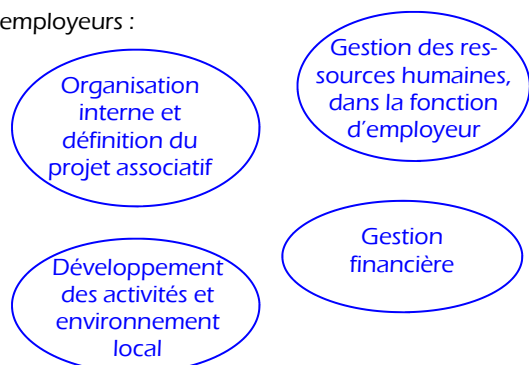 employeurs :
Organisation
interne et
définition du
projet associatif
Gestion des res-
sources humaines,
dans la fonction
d'employeur
Développement
des activités et
environnement
local
Gestion
financière